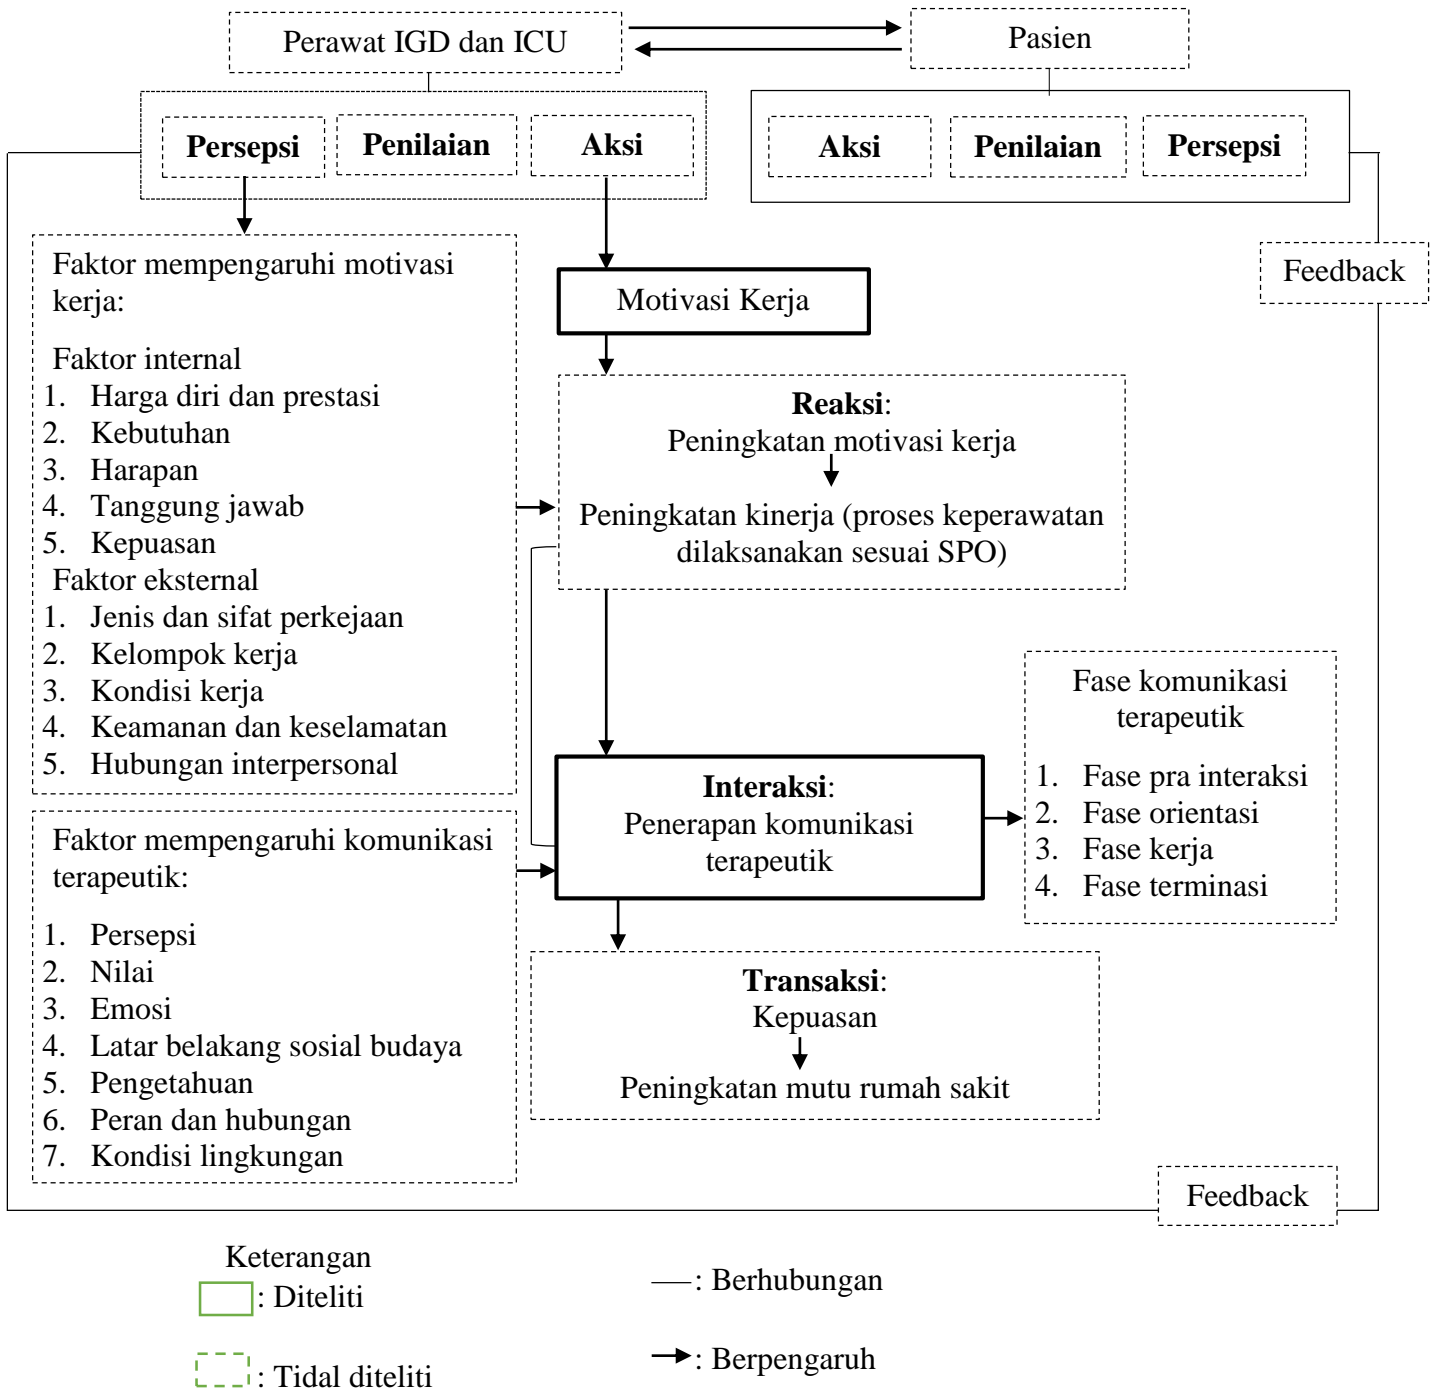 Perawat IGD dan ICU
Pasien
Persepsi
Penilaian
Aksi
Aksi
Penilaian
Persepsi
Feedback
Faktor mempengaruhi motivasi
kerja:
Faktor internal
1. Harga diri dan prestasi
2. Kebutuhan
3. Harapan
4. Tanggung jawab
5. Kepuasan
Faktor eksternal
1. Jenis dan sifat perkejaan
2. Kelompok kerja
3. Kondisi kerja
4. Keamanan dan keselamatan
5. Hubungan interpersonal
Motivasi Kerja
Reaksi:
Peningkatan motivasi kerja
Peningkatan kinerja (proses keperawatan
dilaksanakan sesuai SPO)
Interaksi:
Penerapan komunikasi
terapeutik
Fase komunikasi
terapeutik
1. Fase pra interaksi
2. Fase orientasi
3. Fase kerja
4. Fase terminasi
Faktor mempengaruhi komunikasi
terapeutik:
1. Persepsi
2. Nilai
3. Emosi
4. Latar belakang sosial budaya
5. Pengetahuan
6. Peran dan hubungan
7. Kondisi lingkungan
Transaksi:
Kepuasan
Peningkatan mutu rumah sakit
Feedback
Keterangan
: Diteliti
: Berhubungan
: Tidal diteliti
: Berpengaruh